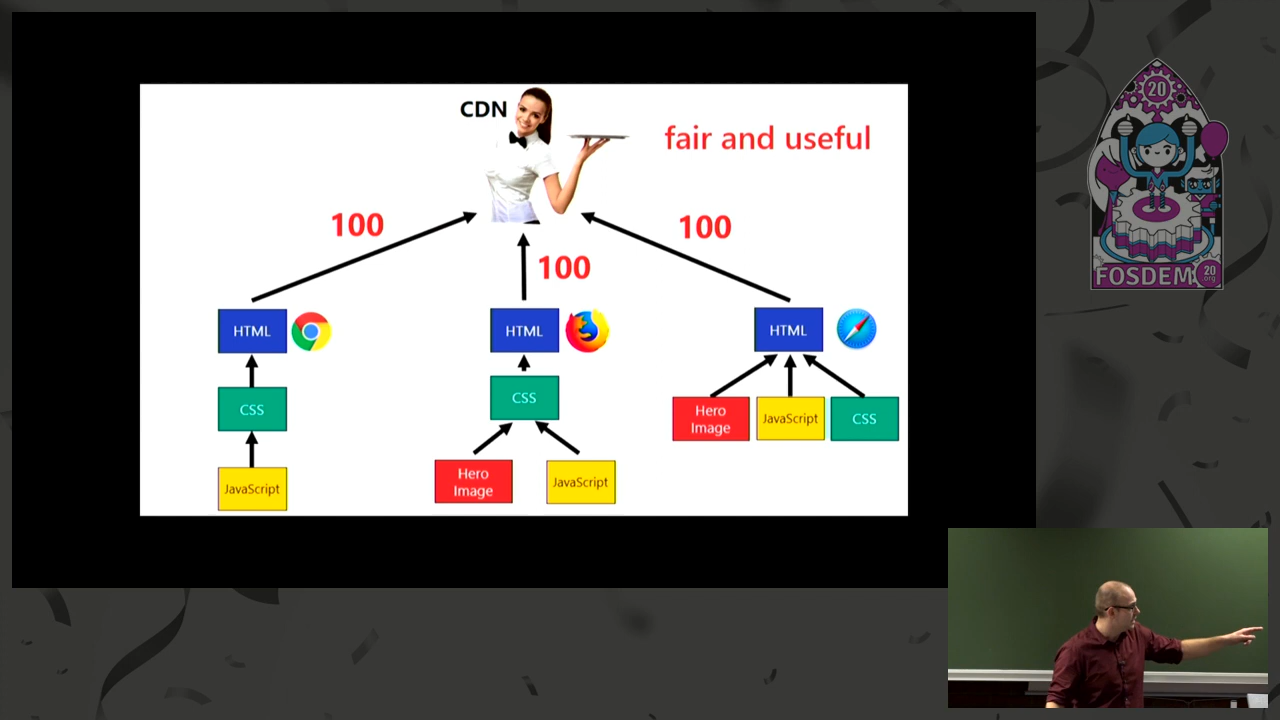 CDN
fair and useful
100
100
100
HTML
HTML
HTML
CSS
CSS
Hero
Image
JavaScript
CSS
JavaScript
Hero
Image
JavaScript
20
FOSDEM
20
.org